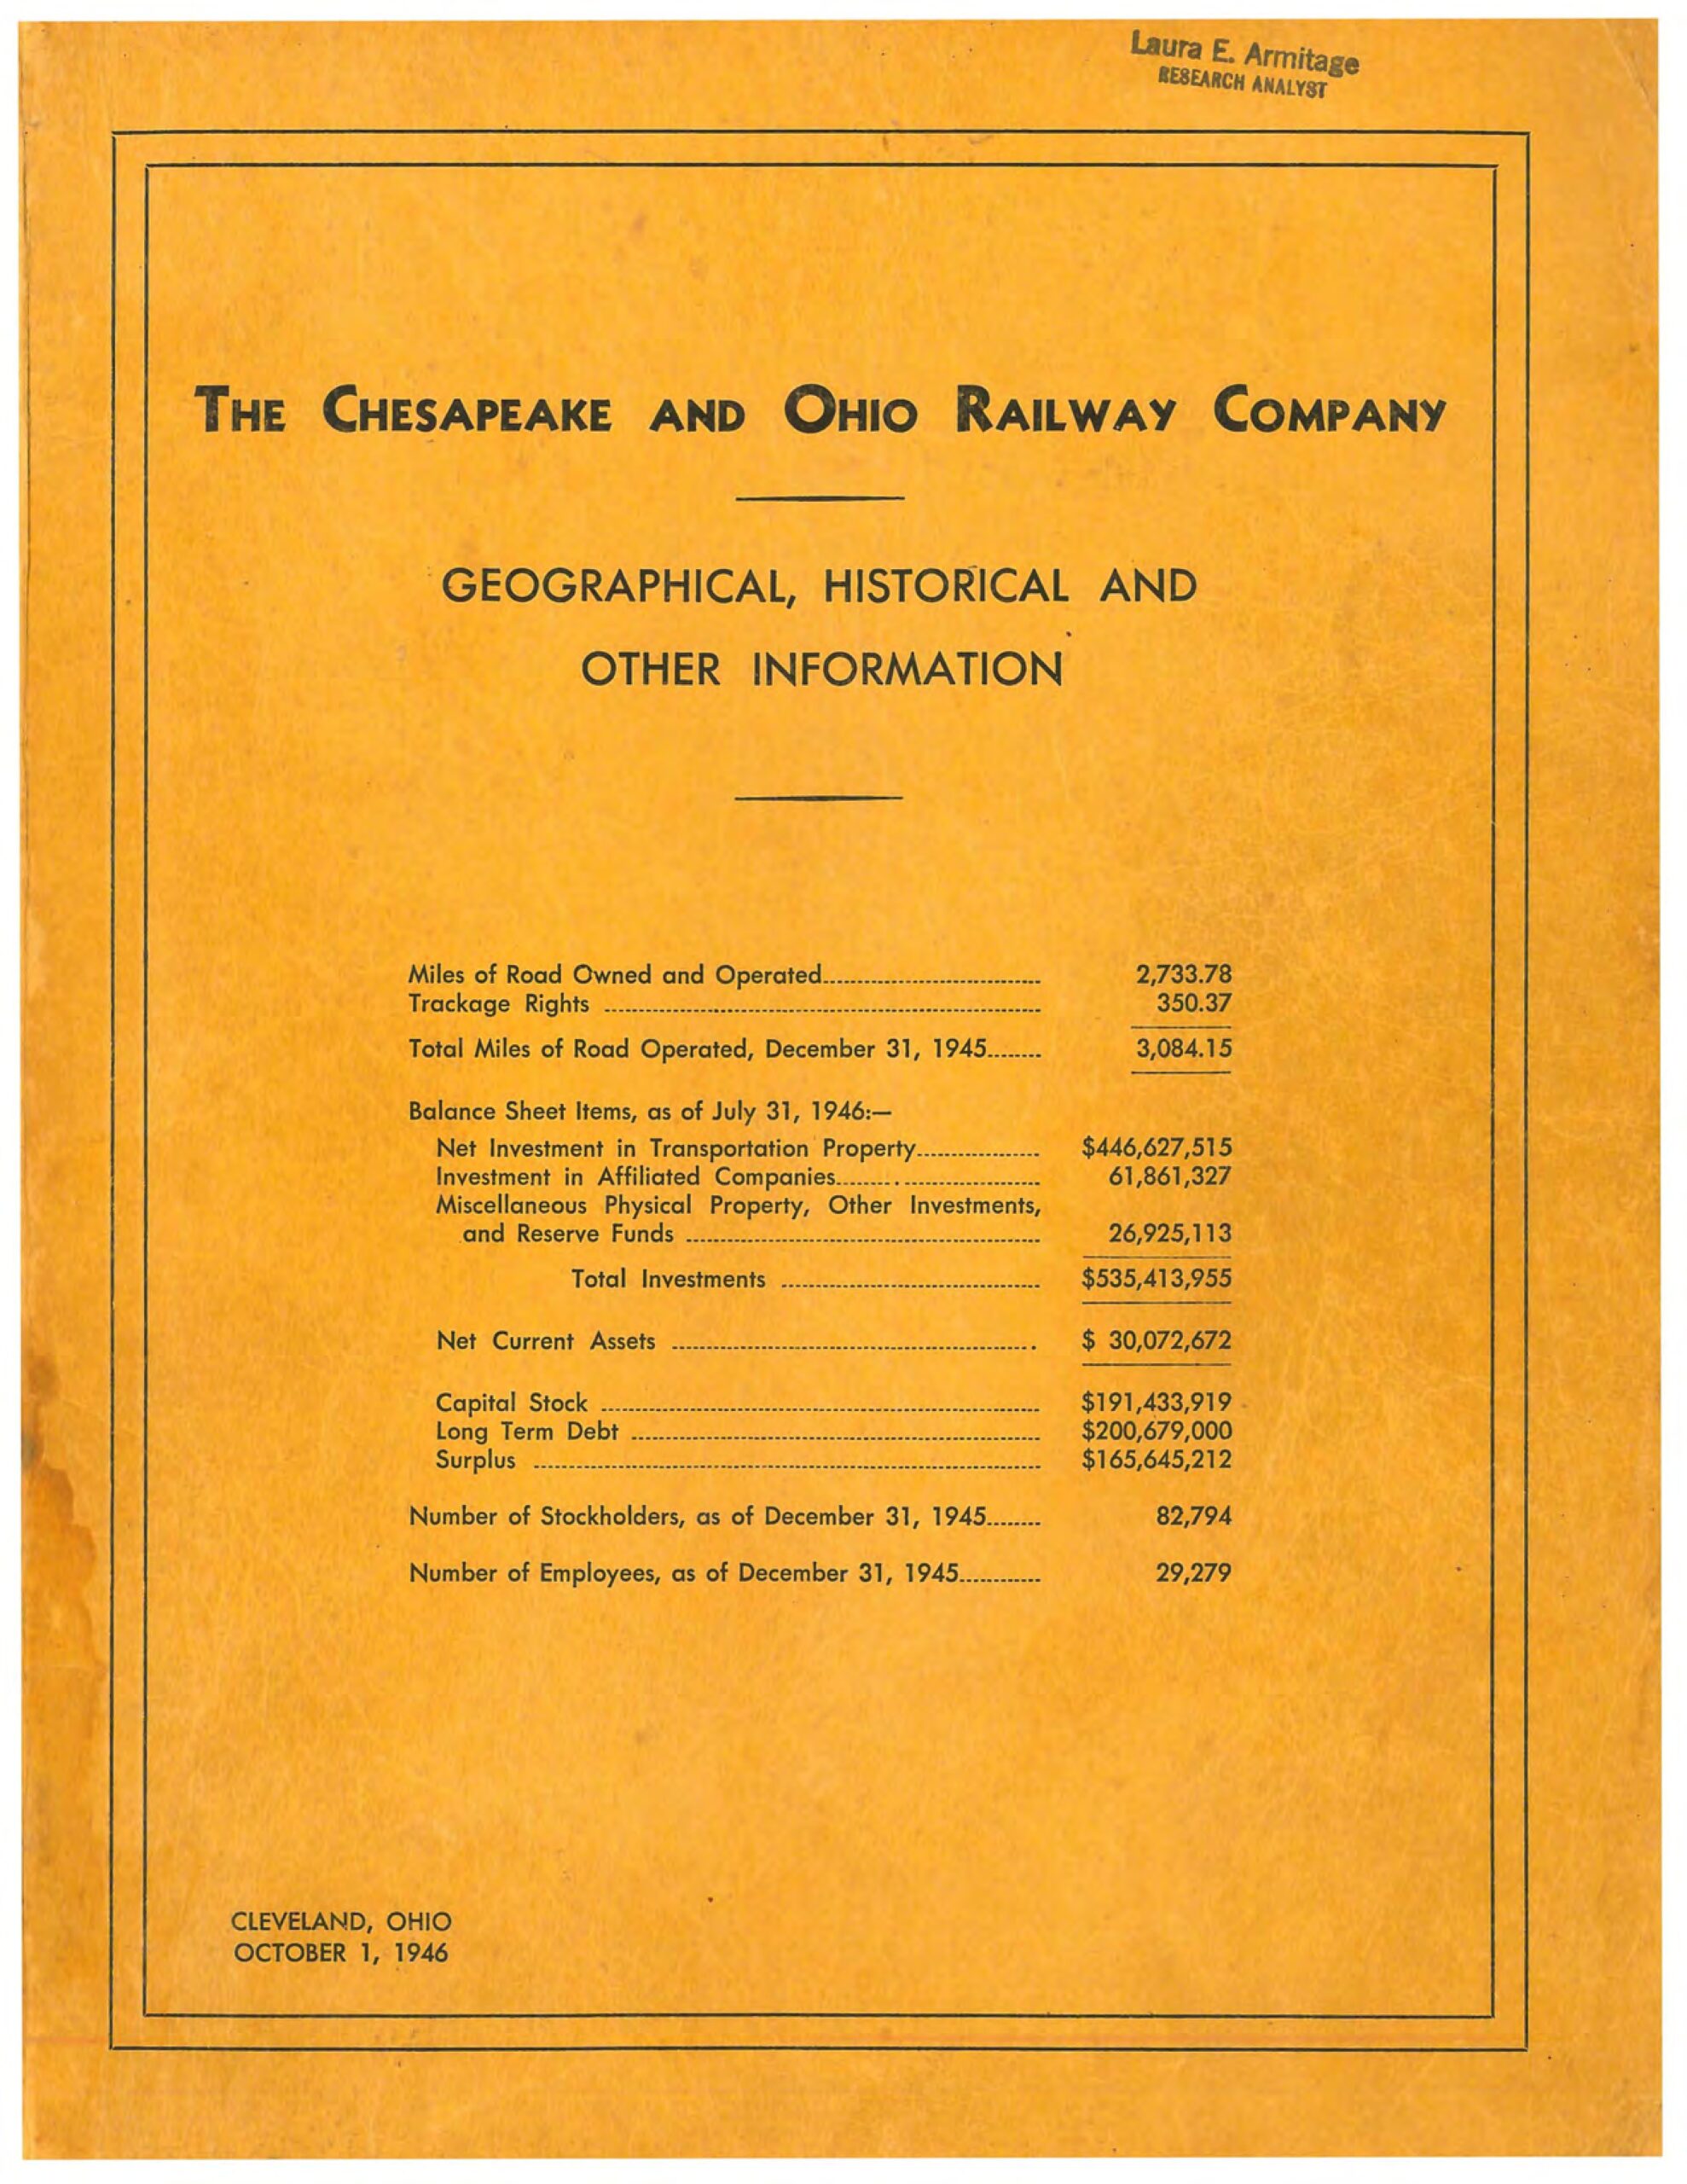 Laura E. Armitage
RESEARCH ANALYST
THE CHESAPEAKE AND OHIO RAILWAY COMPANY
GEOGRAPHICAL, HISTORICAL AND
OTHER INFORMATION
Miles of Road Owned and Operated 2,733.78
Trackage Rights 350.37
Total Miles of Road Operated, December 31, 1945 3,084.15
Balance Sheet Items, as of July 31, 1946:—
Net Investment in Transportation Property $446,627,515
Investment in Affiliated Companies 61,861,327
Miscellaneous Physical Property, Other Investments,
and Reserve Funds 26,925,113
Total Investments $535,413,955
Net Current Assets $ 30,072,672
Capital Stock $191,433,919
Long Term Debt $200,679,000
Surplus $165,645,212
Number of Stockholders, as of December 31, 1945 82,794
Number of Employees, as of December 31, 1945 29,279
CLEVELAND, OHIO
OCTOBER 1, 1946